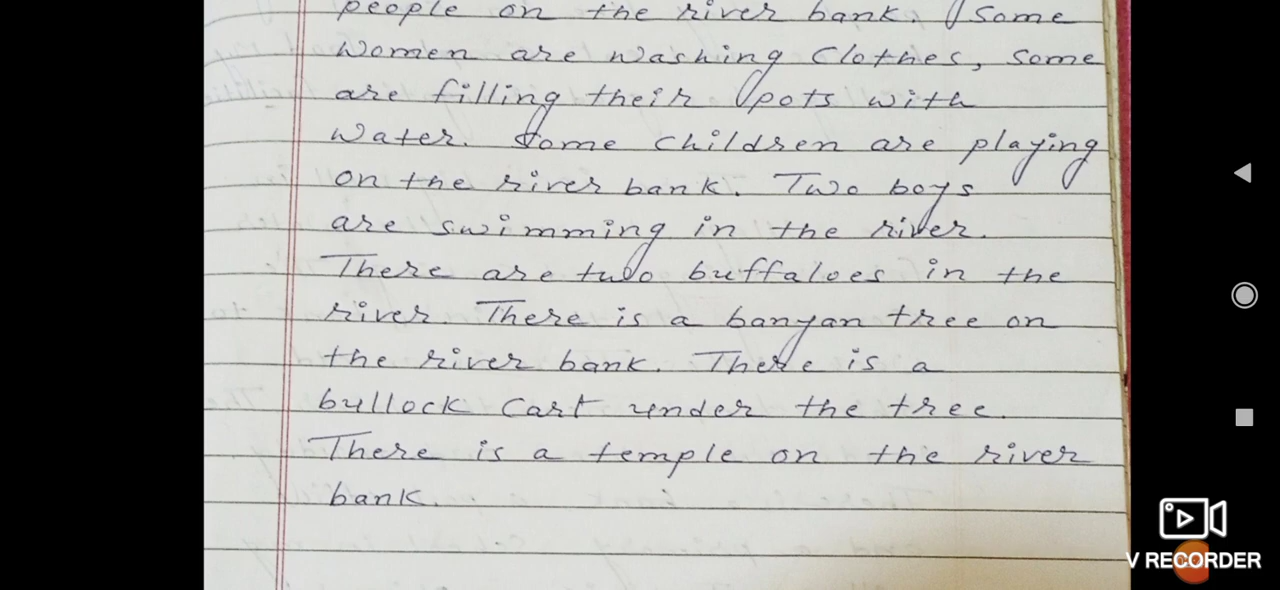 people on the river bank. Some
women are washing clothes, some
are filling their pots with
water. Some children are playing
on the river bank. Two boys
are swimming in the river.
There are two buffaloes in the
river. There is a banyan tree on
the river bank. There is a
bullock cart under the tree.
There is a temple on the river
bank.
V RECORDER